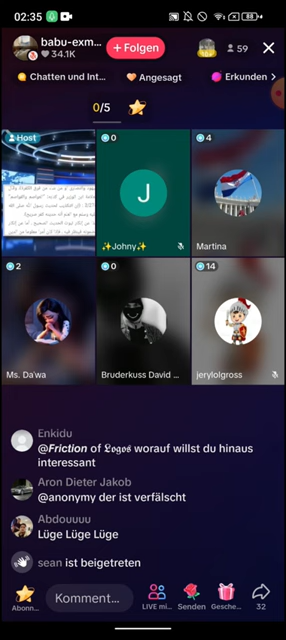 02:35
88
babu-exm...
34.1K
+ Folgen
59
Chatten und Int...
Angesagt
Erkunden >
0/5
Host
0
4
✨Johny✨
J
Martina
2
0
14
Ms. Da'wa
Bruderkuss David ...
jerylolgross
Enkidu
@Friction of 𝕷𝖔𝖌𝖔𝖘 worauf willst du hinaus
interessant
Aron Dieter Jakob
@anonymy der ist verfälscht
Abdouuuu
Lüge Lüge Lüge
sean ist beigetreten
Kommentar...
Abonn...
LIVE mi...
Senden
Gesche...
32